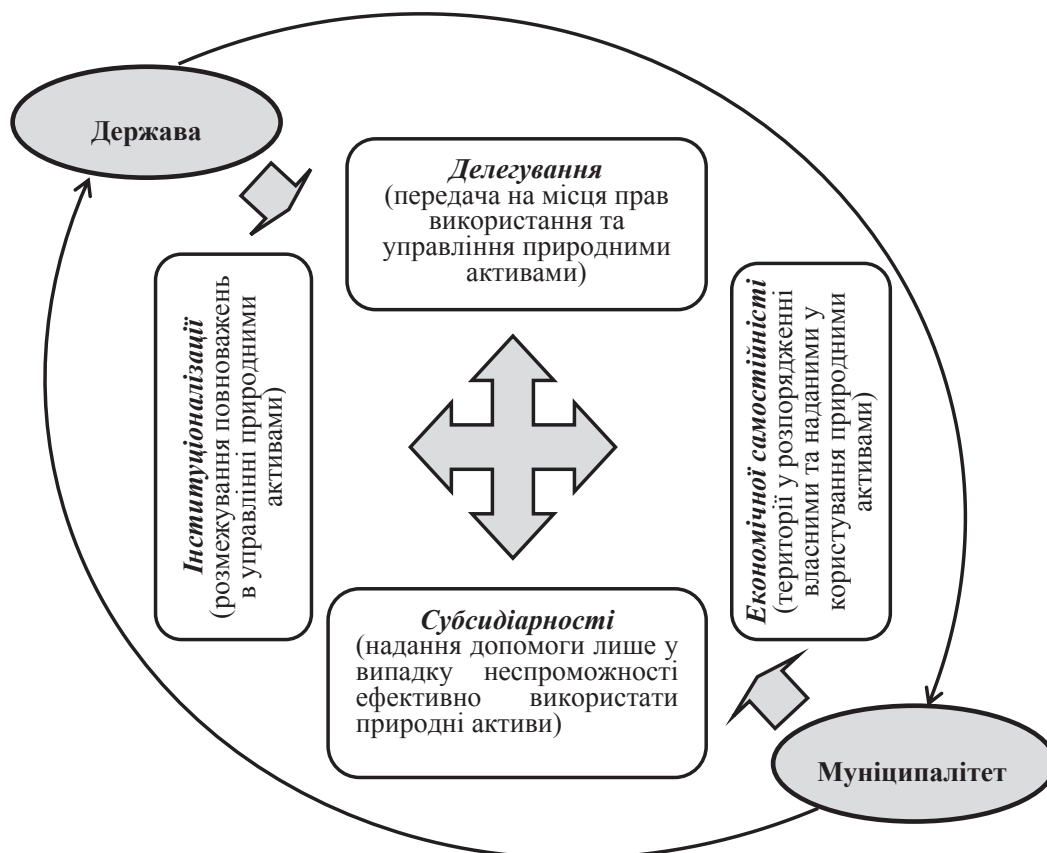 Держава
Делегування
(передача на місця прав
використання та
управління природними
активами)
Інституціоналізації
(розмежування повноважень
в управлінні природними
активами)
Економічної самостійністі
(території у розпорядженні
власними та наданими у
користування природними
активами)
Субсидіарності
(надання допомоги лише у
випадку неспроможності
ефективно використати
природні активи)
Муніципалітет